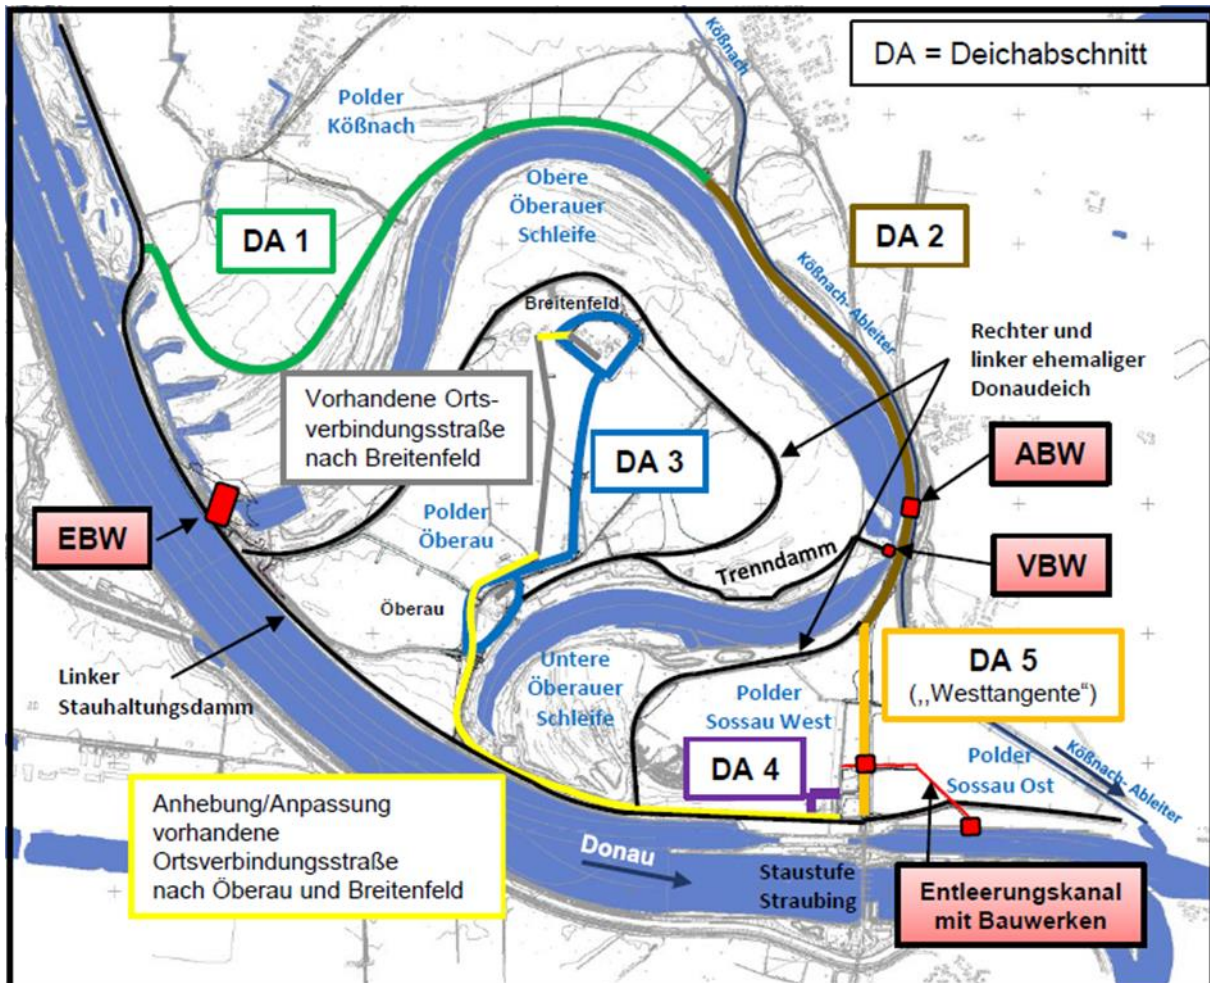 DA = Deichabschnitt
Kößnach
Polder
Kößnach
Obere
Öberauer
Schleife
DA 1
DA 2
Kößnach- Ableiter
Breitenfeld
Rechter und
linker ehemaliger
Donaudeich
Vorhandene Orts-
verbindungsstraße
nach Breitenfeld
DA 3
ABW
EBW
Polder
Öberau
VBW
Trenndamm
Öberau
Linker
Stauhaltungsdamm
Untere
Öberauer
Schleife
Polder
Sossau West
DA 5
(,,Westtangente“)
DA 4
Polder
Sossau Ost
Kößnach- Ableiter
Anhebung/Anpassung
vorhandene
Ortsverbindungsstraße
nach Öberau und Breitenfeld
Donau
Staustufe
Straubing
Entleerungskanal
mit Bauwerken